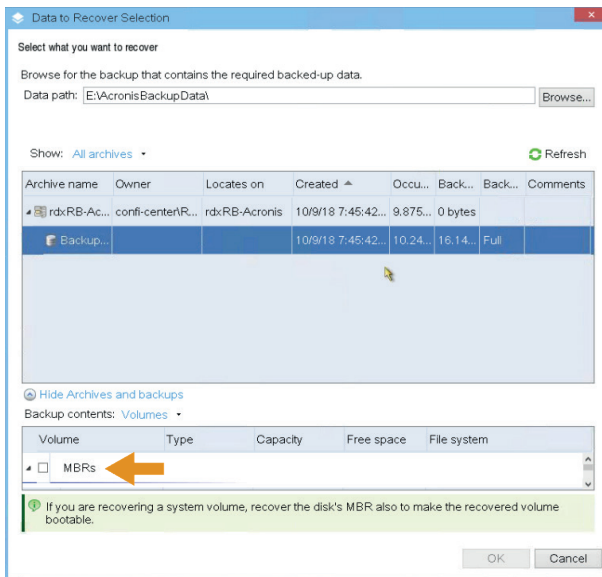 Data to Recover Selection
Select what you want to recover
Browse for the backup that contains the required backed-up data.
Data path: E:\AcronisBackupData\ Browse...
Show: All archives Refresh
Archive name Owner Locates on Created Occu... Back... Back... Comments
rdxRB-Ac... confi-center\R... rdxRB-Acronis 10/9/18 7:45:42... 9.875... 0 bytes
Backup... 10/9/18 7:45:42... 10.24... 16.14... Full
Hide Archives and backups
Backup contents: Volumes
Volume Type Capacity Free space File system
MBRs
If you are recovering a system volume, recover the disk's MBR also to make the recovered volume
bootable.
OK Cancel